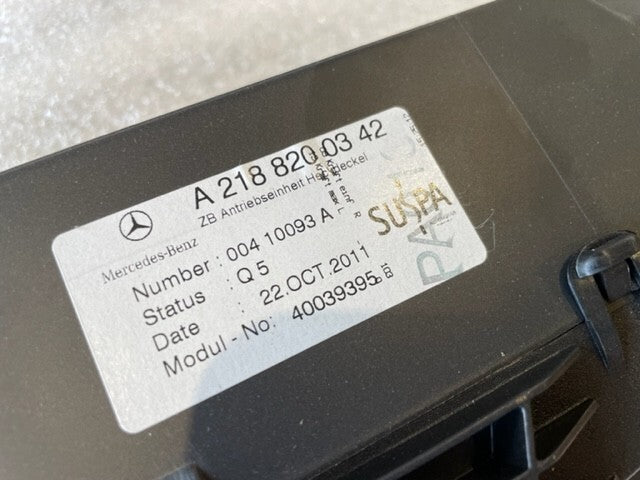 A 218 820 03 42
ZB Antriebseinheit Heckdeckel
Mercedes-Benz
Number : 004 10093 A
Status : Q 5
Date : 22.OCT.2011
Modul - No: 40039395
SUSPA